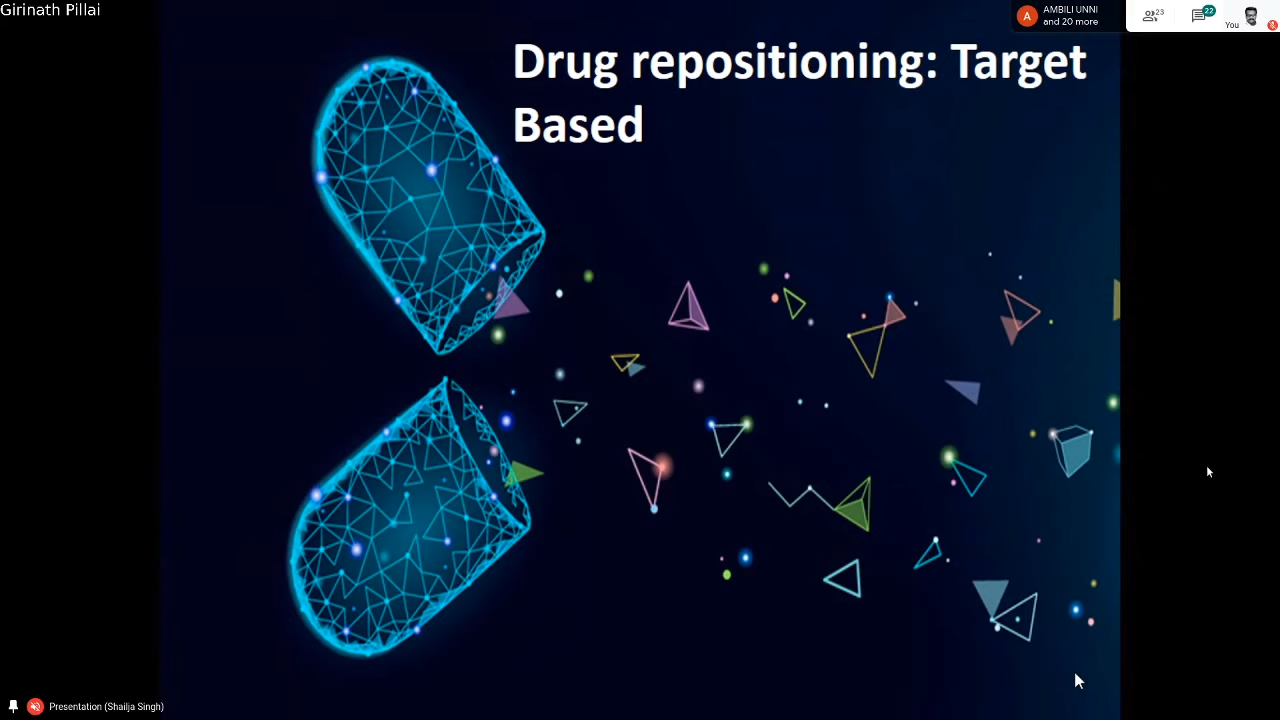 Girinath Pillai
A
AMBILI UNNI
and 20 more
23
22
You
Drug repositioning: Target
Based
Presentation (Shailja Singh)